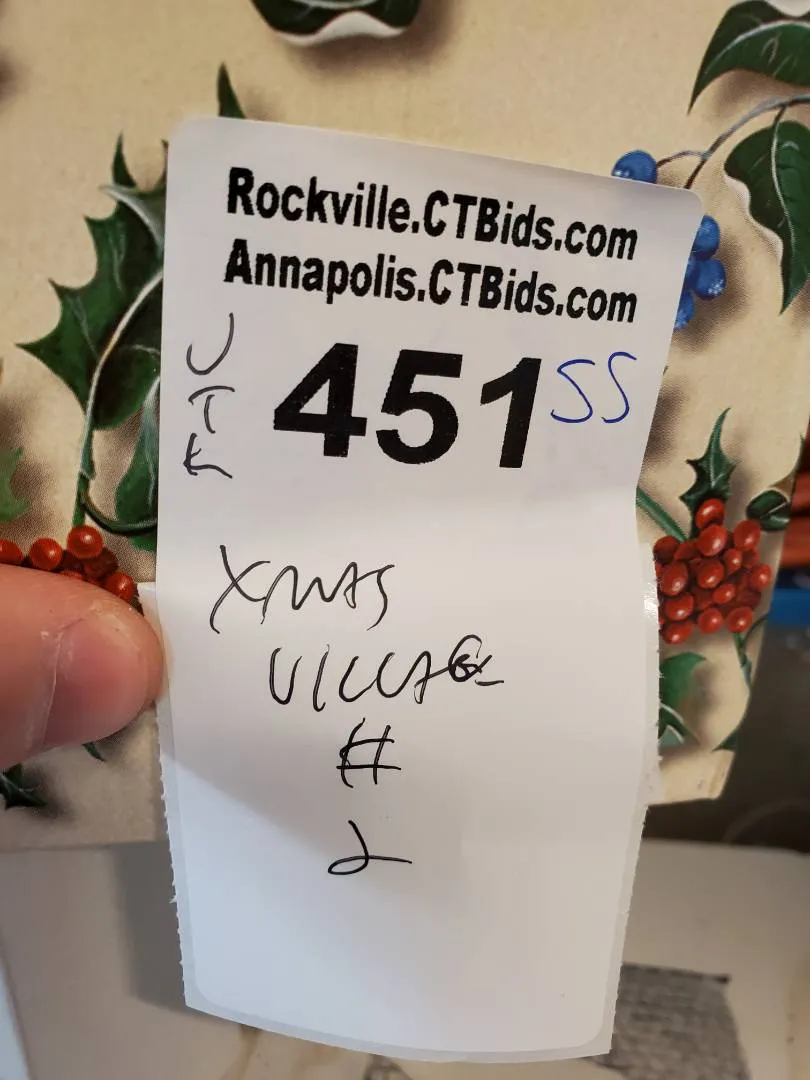 Rockville.CTBids.com
Annapolis.CTBids.com
451 SS
XMAS
VILLAGE
#
2